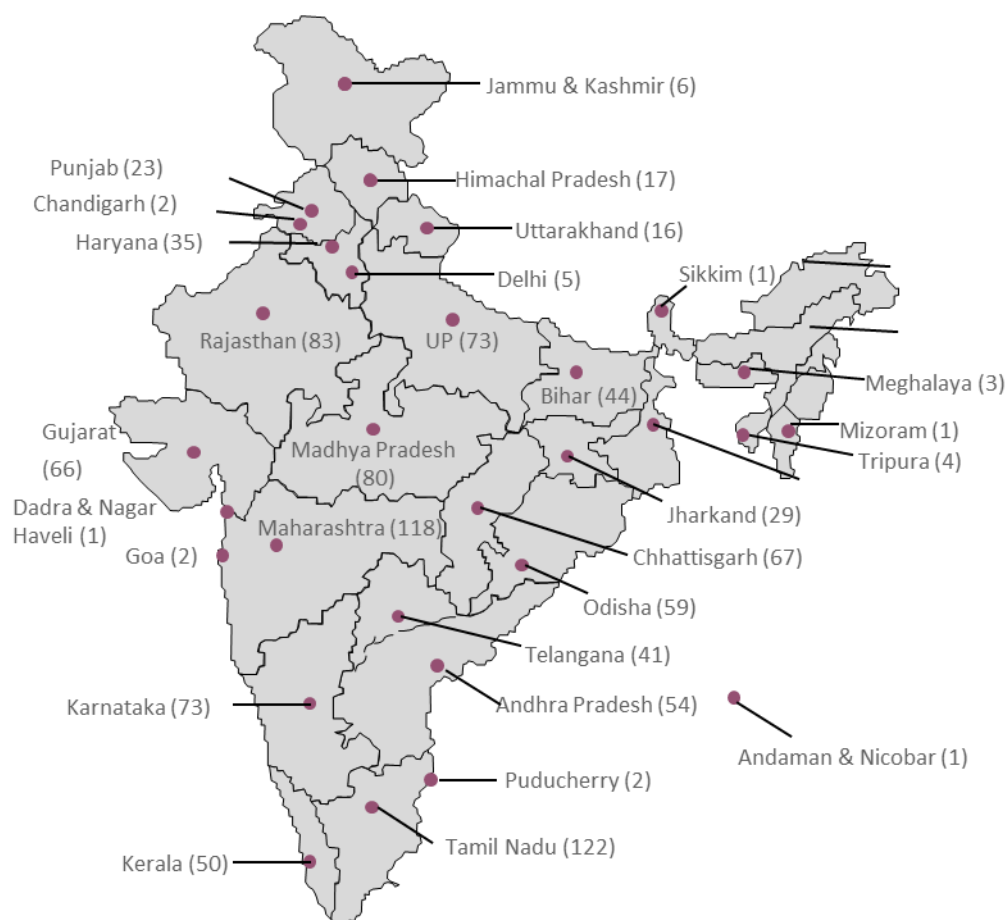 Jammu & Kashmir (6)
Punjab (23)
Himachal Pradesh (17)
Chandigarh (2)
Haryana (35)
Uttarakhand (16)
Delhi (5)
Sikkim (1)
Rajasthan (83)
UP (73)
Bihar (44)
Meghalaya (3)
Gujarat
(66)
Madhya Pradesh
(80)
Mizoram (1)
Tripura (4)
Dadra & Nagar
Haveli (1)
Maharashtra (118)
Jharkand (29)
Goa (2)
Chhattisgarh (67)
Odisha (59)
Telangana (41)
Karnataka (73)
Andhra Pradesh (54)
Andaman & Nicobar (1)
Puducherry (2)
Tamil Nadu (122)
Kerala (50)